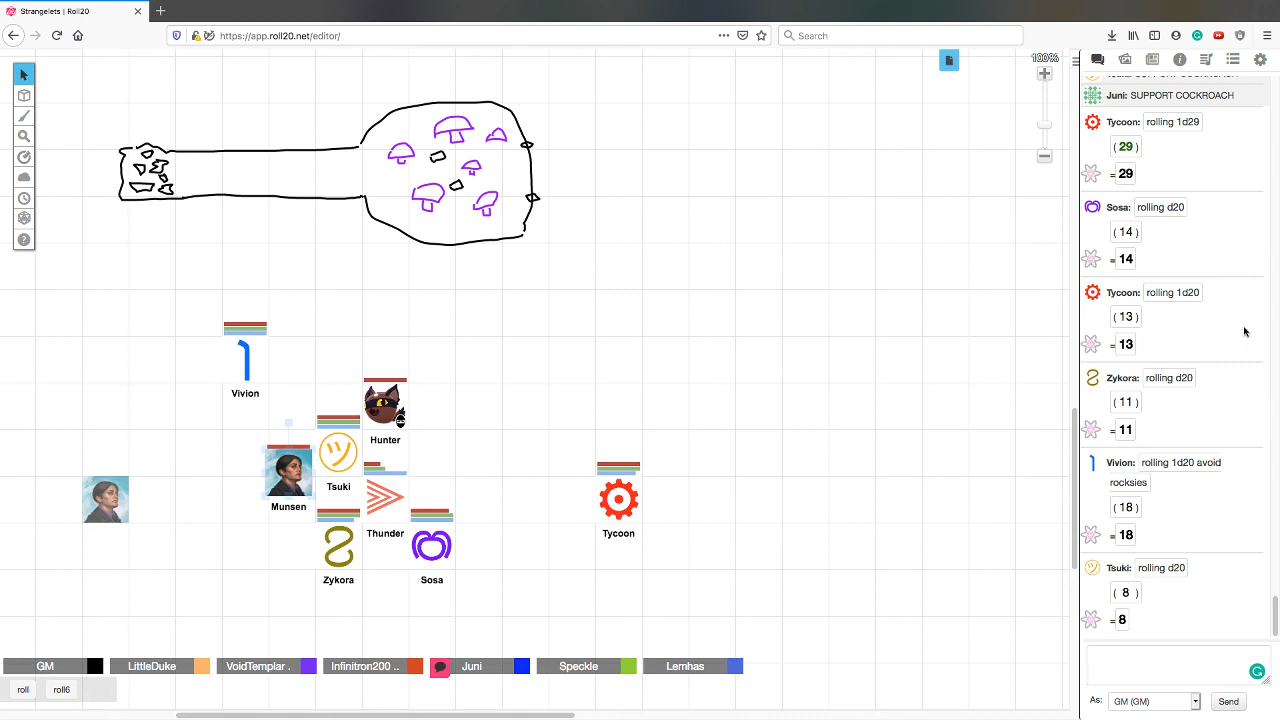 Strangelets | Roll20
https://app.roll20.net/editor/
Search
100%
Juni: SUPPORT COCKROACH
Tycoon: rolling 1d29
( 29 )
= 29
Sosa: rolling d20
( 14 )
= 14
Tycoon: rolling 1d20
( 13 )
= 13
Zykora: rolling d20
( 11 )
= 11
Vivion: rolling 1d20 avoid
rocksies
( 18 )
= 18
Tsuki: rolling d20
( 8 )
= 8
Vivion
Hunter
Tsuki
Munsen
Thunder
Tycoon
Zykora
Sosa
GM
LittleDuke
VoidTemplar .
Infinitron200 ..
Juni
Speckle
Lemhas
roll
roll6
As:
GM (GM)
Send